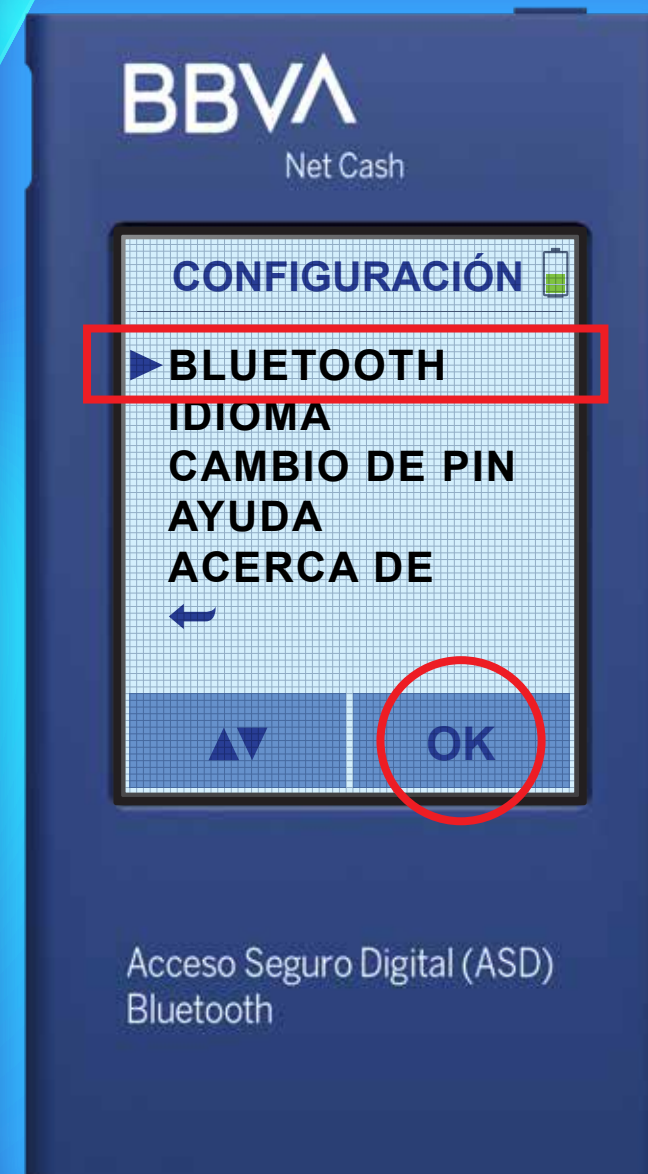 BBVA
Net Cash
CONFIGURACIÓN
BLUETOOTH
IDIOMA
CAMBIO DE PIN
AYUDA
ACERCA DE
OK
Acceso Seguro Digital (ASD)
Bluetooth